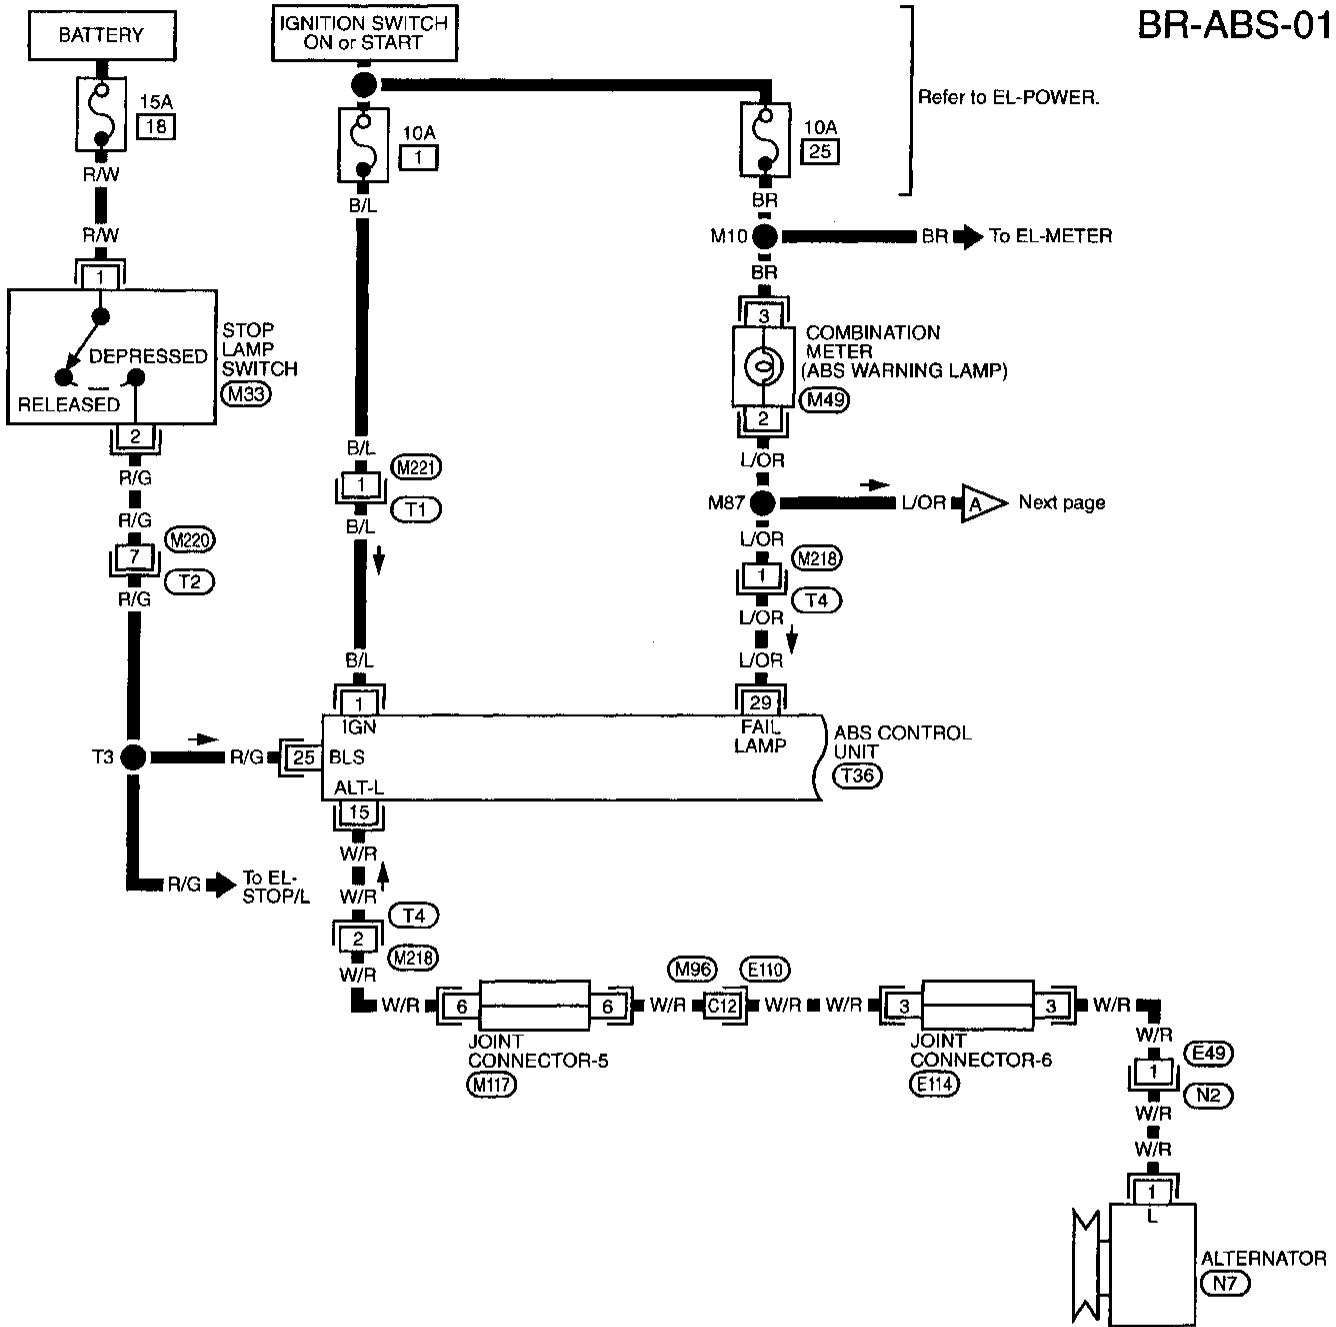 BR-ABS-01
BATTERY
IGNITION SWITCH
ON or START
Refer to EL-POWER.
15A
18
10A
1
10A
25
R/W
B/L
BR
R/W
M10
BR
To EL-METER
BR
1
3
STOP
LAMP
SWITCH
M33
DEPRESSED
RELEASED
COMBINATION
METER
(ABS WARNING LAMP)
M49
2
2
R/G
B/L
L/OR
1
M221
T1
M87
L/OR
A
Next page
R/G
B/L
L/OR
7
M220
T2
1
M218
T4
R/G
L/OR
B/L
L/OR
1
29
IGN
FAIL
LAMP
ABS CONTROL
UNIT
T36
T3
R/G
25
BLS
ALT-L
15
W/R
R/G
To EL-
STOP/L
W/R
T4
2
M218
W/R
W/R
6
6
W/R
M96
E110
C12
W/R
W/R
3
3
W/R
JOINT
CONNECTOR-5
M117
JOINT
CONNECTOR-6
E114
W/R
E49
1
N2
W/R
W/R
1
L
ALTERNATOR
N7